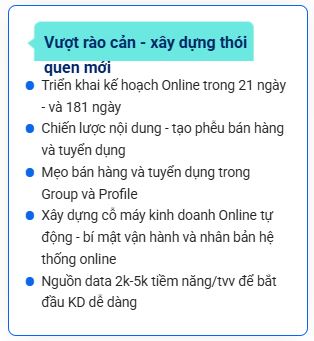 Vượt rào cản - xây dựng thói
quen mới
Triển khai kế hoạch Online trong 21 ngày
- và 181 ngày
Chiến lược nội dung - tạo phễu bán hàng
và tuyển dụng
Mẹo bán hàng và tuyển dụng trong
Group và Profile
Xây dựng cỗ máy kinh doanh Online tự
động - bí mật vận hành và nhân bản hệ
thống online
Nguồn data 2k-5k tiềm năng/tvv để bắt
đầu KD dễ dàng